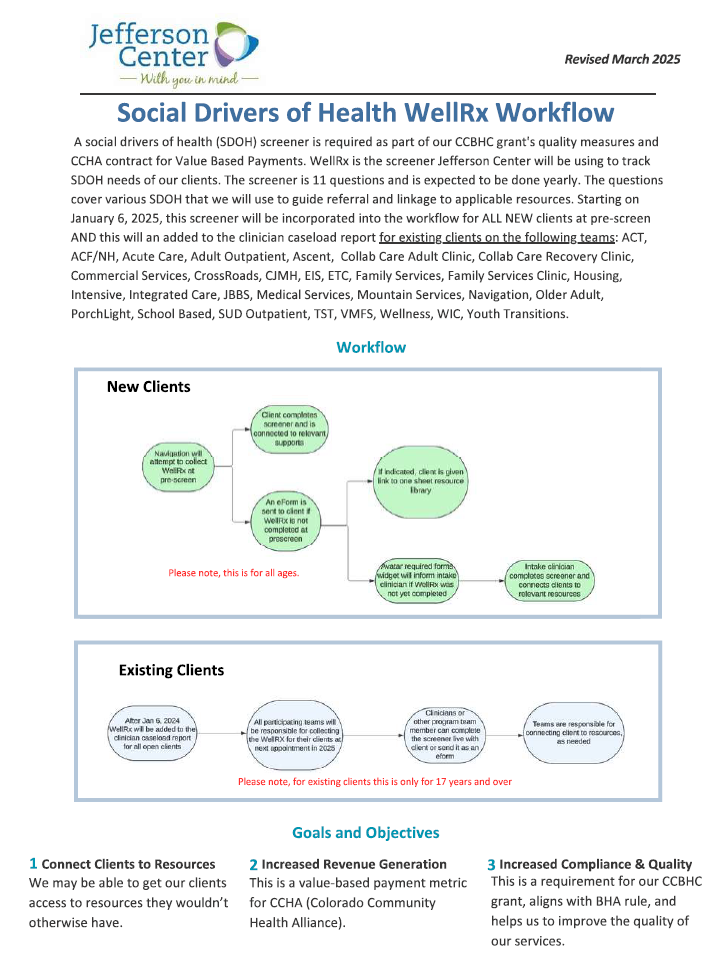 Jefferson
Center
With you in mind
Revised March 2025
Social Drivers of Health WellRx Workflow
A social drivers of health (SDOH) screener is required as part of our CCBHC grant's quality measures and
CCHA contract for Value Based Payments. WellRx is the screener Jefferson Center will be using to track
SDOH needs of our clients. The screener is 11 questions and is expected to be done yearly. The questions
cover various SDOH that we will use to guide referral and linkage to applicable resources. Starting on
January 6, 2025, this screener will be incorporated into the workflow for ALL NEW clients at pre-screen
AND this will an added to the clinician caseload report for existing clients on the following teams: ACT,
ACF/NH, Acute Care, Adult Outpatient, Ascent, Collab Care Adult Clinic, Collab Care Recovery Clinic,
Commercial Services, CrossRoads, CJMH, EIS, ETC, Family Services, Family Services Clinic, Housing,
Intensive, Integrated Care, JBBS, Medical Services, Mountain Services, Navigation, Older Adult,
PorchLight, School Based, SUD Outpatient, TST, VMFS, Wellness, WIC, Youth Transitions.
Workflow
New Clients
Navigation will
attempt to collect
WellRx at
pre-screen
Client completes
screener and is
connected to relevant
supports
An eForm is
sent to client if
WellRx is not
completed at
prescreen
If indicated, client is given
link to one sheet resource
library
Avatar required forms
widget will inform intake
clinician if WellRx was
not yet completed
Intake clinician
completes screener and
connects clients to
relevant resources
Please note, this is for all ages.
Existing Clients
After Jan 6, 2024
WellRx will be added to the
clinician caseload report
for all open clients
All participating teams will
be responsible for collecting
the WellRX for their clients at
next appointment in 2025
Clinicians or
other program team
member can complete
the screener live with
client or send it as an
eform
Teams are responsible for
connecting client to resources,
as needed
Please note, for existing clients this is only for 17 years and over
Goals and Objectives
1 Connect Clients to Resources
We may be able to get our clients
access to resources they wouldn't
otherwise have.
2 Increased Revenue Generation
This is a value-based payment metric
for CCHA (Colorado Community
Health Alliance).
3 Increased Compliance & Quality
This is a requirement for our CCBHC
grant, aligns with BHA rule, and
helps us to improve the quality of
our services.